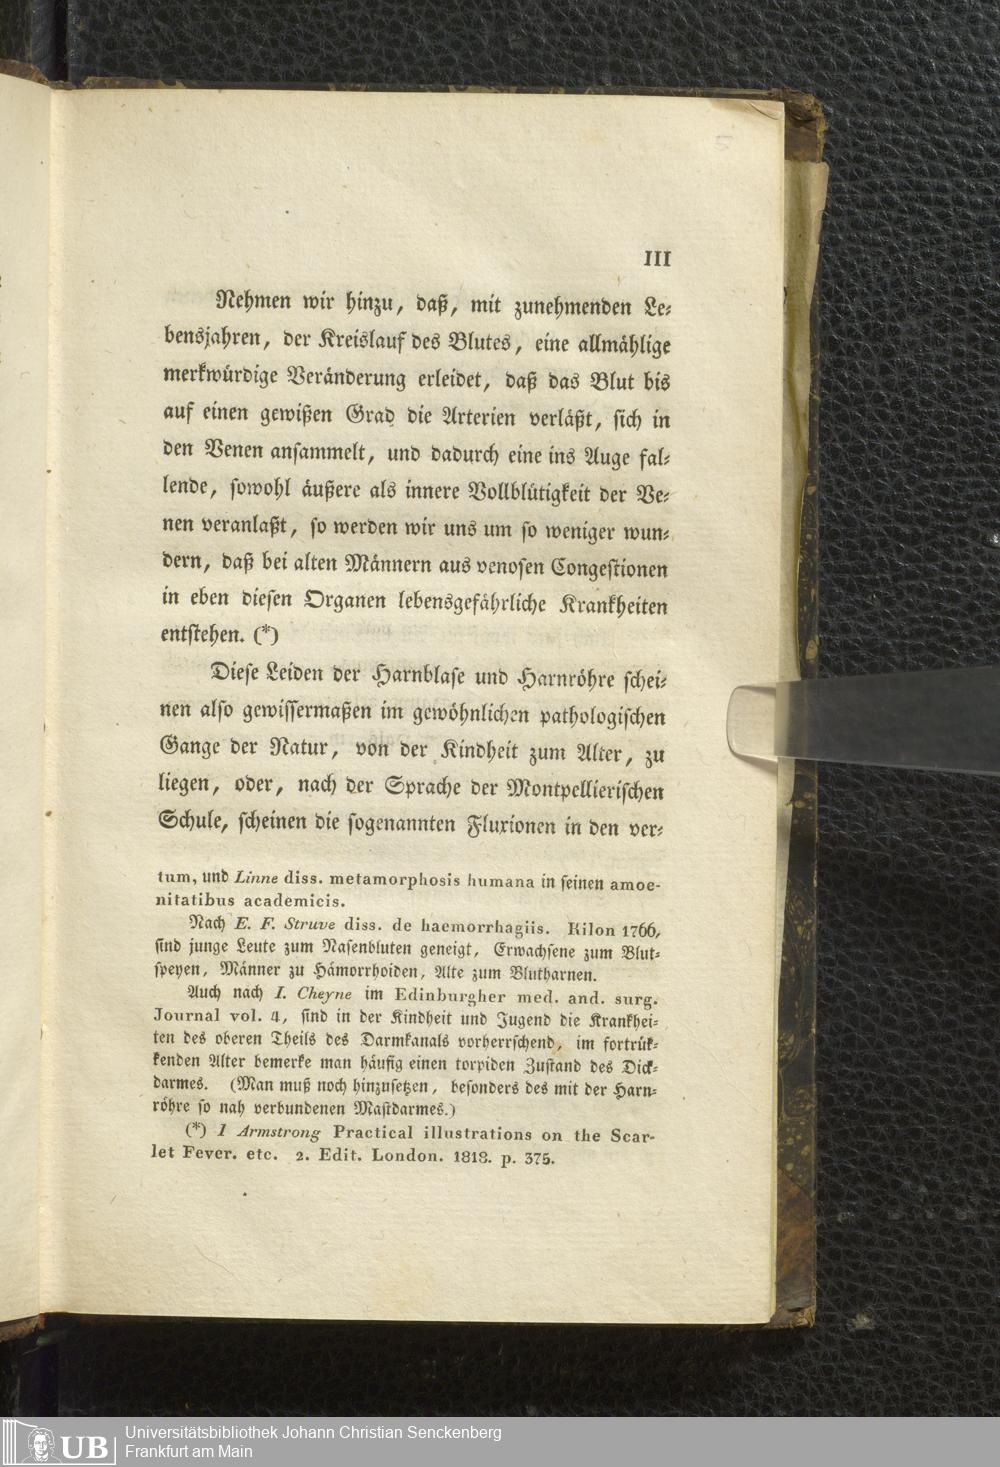 5
III
Nehmen wir hinzu, daß, mit zunehmenden Le-
bensjahren, der Kreislauf des Blutes, eine allmählige
merkwürdige Veränderung erleidet, daß das Blut bis
auf einen gewißen Grad die Arterien verläßt, sich in
den Venen ansammelt, und dadurch eine ins Auge fal-
lende, sowohl äußere als innere Vollblütigkeit der Ve-
nen veranlaßt, so werden wir uns um so weniger wun-
dern, daß bei alten Männern aus venosen Congestionen
in eben diesen Organen lebensgefährliche Krankheiten
entstehen. (*)
Diese Leiden der Harnblase und Harnröhre schei-
nen also gewissermaßen im gewöhnlichen pathologischen
Gange der Natur, von der Kindheit zum Alter, zu
liegen, oder, nach der Sprache der Montpellierischen
Schule, scheinen die sogenannten Fluxionen in den ver-
tum, und Linne diss. metamorphosis humana in seinen amoe-
nitatibus academicis.
Nach E. F. Struve diss. de haemorrhagiis. Kilon 1766,
sind junge Leute zum Nasenbluten geneigt, Erwachsene zum Blut-
speyen, Männer zu Hämorrhoiden, Alte zum Blutharnen.
Auch nach I. Cheyne im Edinburgher med. and. surg.
Journal vol. 4, sind in der Kindheit und Jugend die Krankhei-
ten des oberen Theils des Darmkanals vorherrschend, im fortrük-
kenden Alter bemerke man häufig einen torpiden Zustand des Dick-
darmes. (Man muß noch hinzusetzen, besonders des mit der Harn-
röhre so nah verbundenen Mastdarmes.)
(*) I Armstrong Practical illustrations on the Scar-
let Fever. etc. 2. Edit. London. 1818. p. 375.
UB
Universitätsbibliothek Johann Christian Senckenberg
Frankfurt am Main